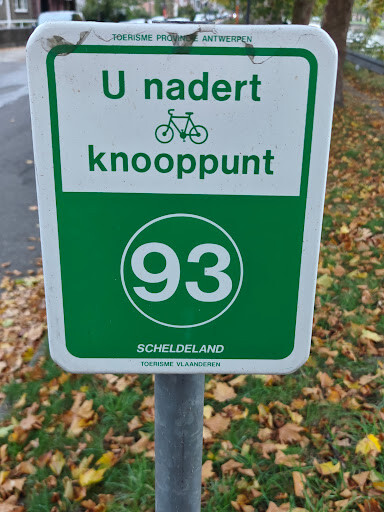 TOERISME PROVINCIE ANTWERPEN
U nadert
knooppunt
93
SCHELDELAND
TOERISME VLAANDEREN